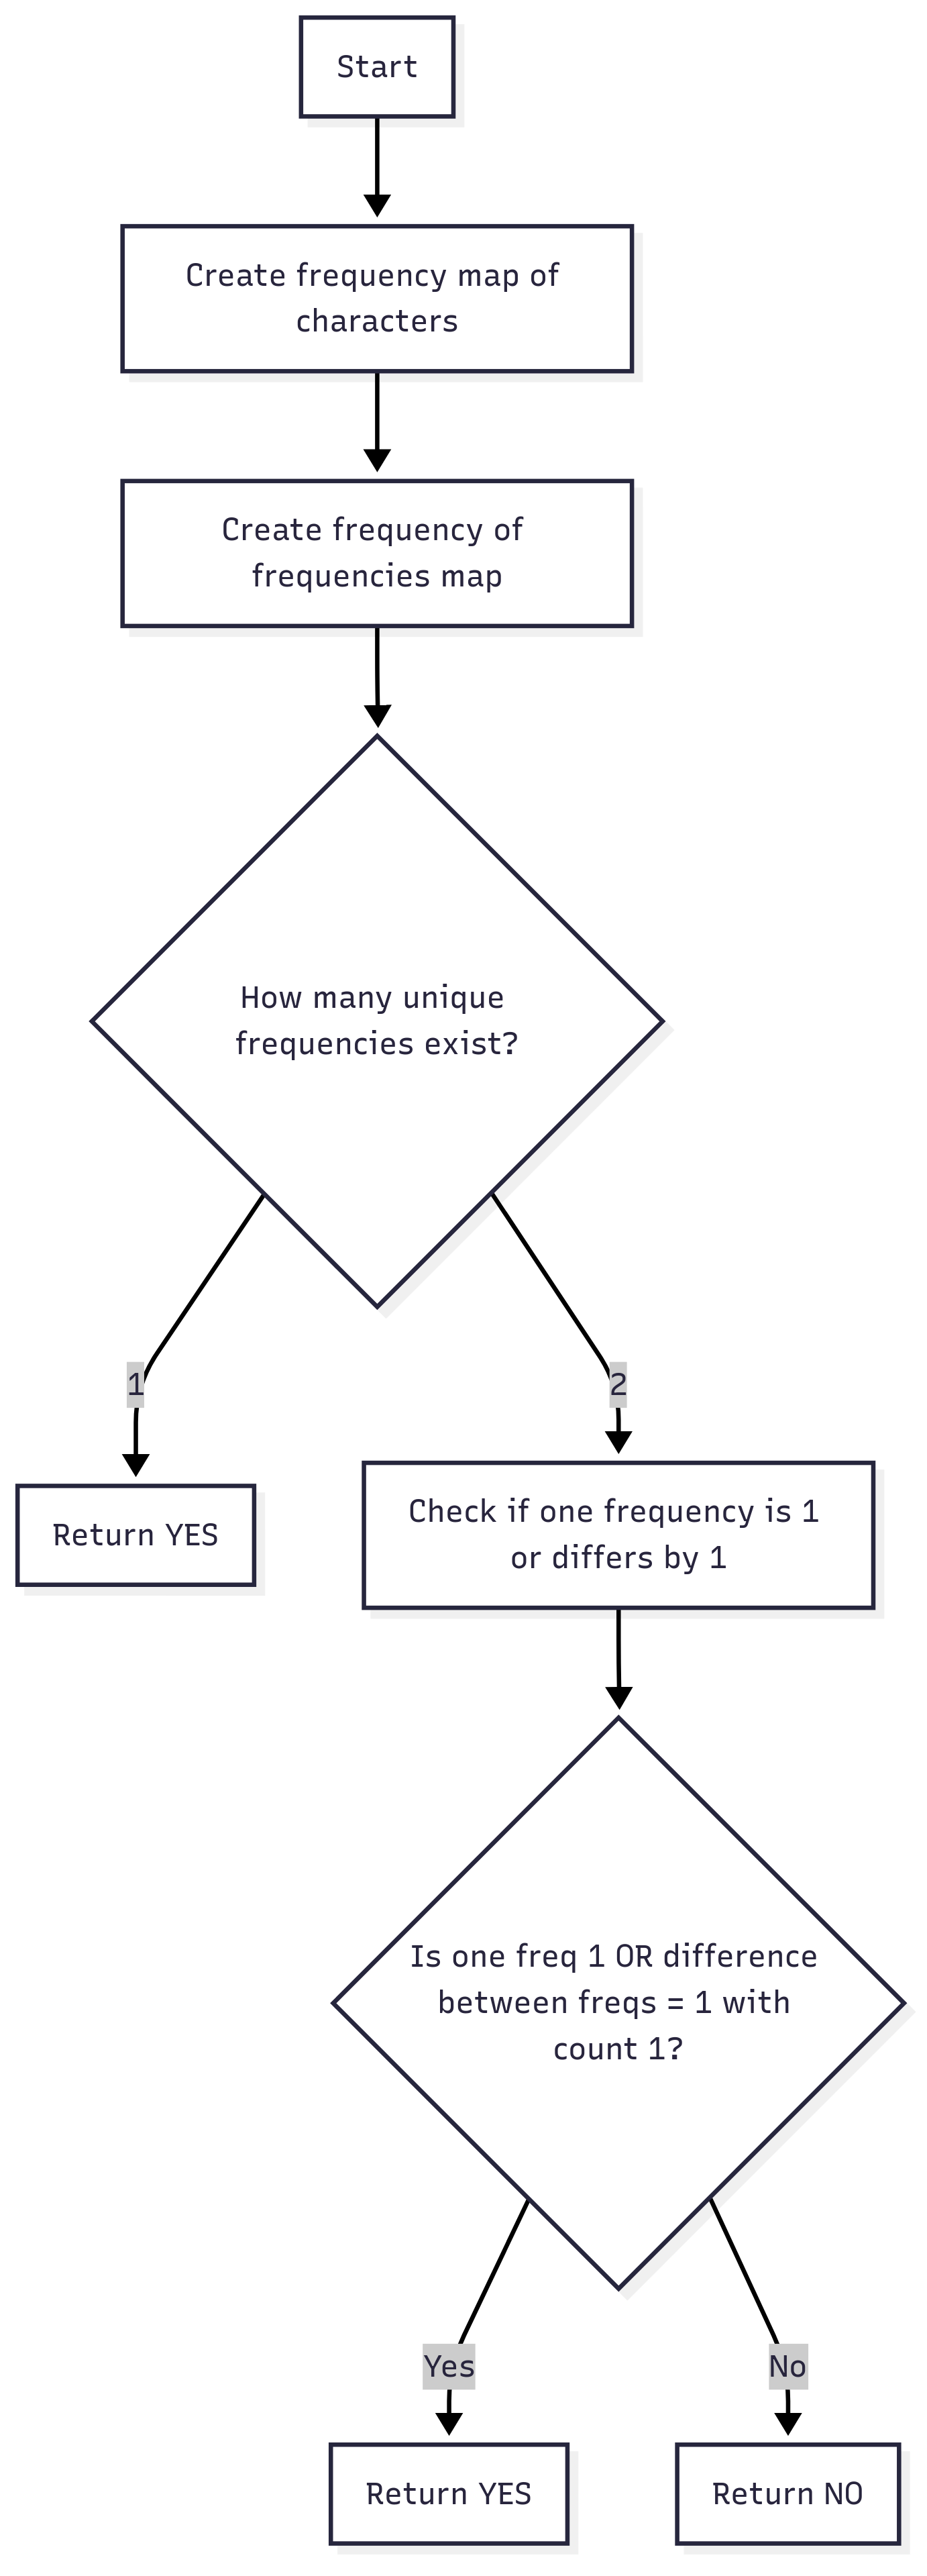 Start
Create frequency map of
characters
Create frequency of
frequencies map
How many unique
frequencies exist?
1
2
Return YES
Check if one frequency is 1
or differs by 1
Is one freq 1 OR difference
between freqs = 1 with
count 1?
Yes
No
Return YES
Return NO